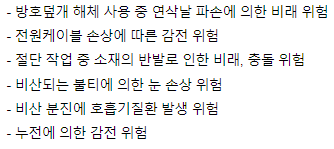 - 방호덮개 해체 사용 중 연삭날 파손에 의한 비래 위험
- 전원케이블 손상에 따른 감전 위험
- 절단 작업 중 소재의 반발로 인한 비래, 충돌 위험
- 비산되는 불티에 의한 눈 손상 위험
- 비산 분진에 호흡기질환 발생 위험
- 누전에 의한 감전 위험